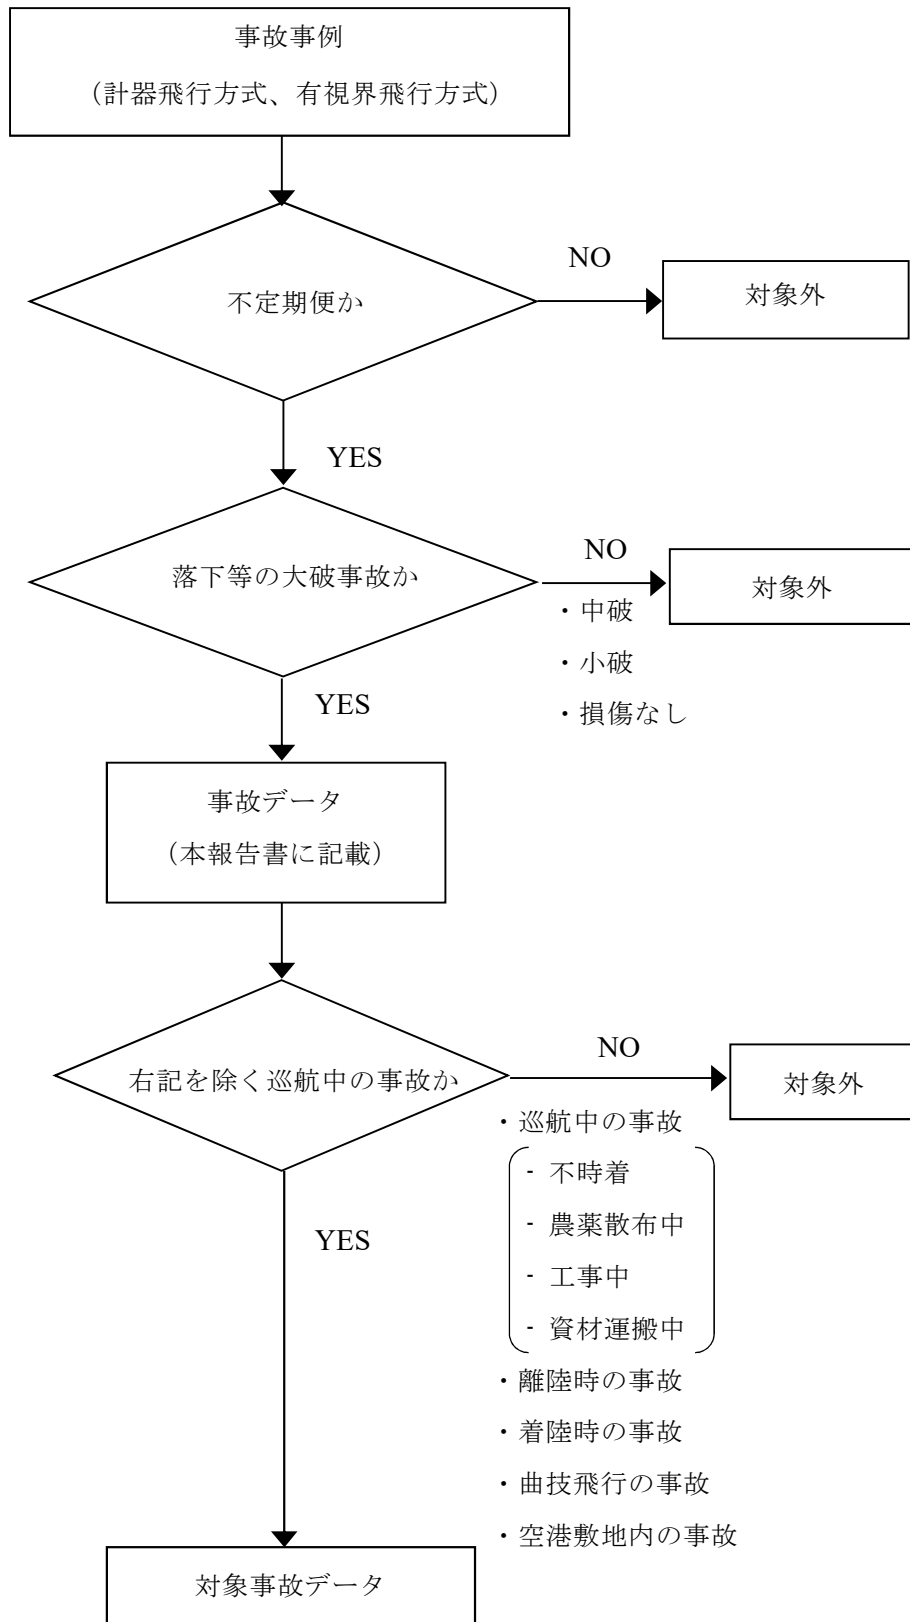 事故事例
（計器飛行方式、有視界飛行方式）
不定期便か
NO
対象外
YES
落下等の大破事故か
NO
対象外
・中破
・小破
・損傷なし
YES
事故データ
（本報告書に記載）
右記を除く巡航中の事故か
NO
対象外
・巡航中の事故
- 不時着
- 農薬散布中
- 工事中
- 資材運搬中
YES
・離陸時の事故
・着陸時の事故
・曲技飛行の事故
・空港敷地内の事故
対象事故データ